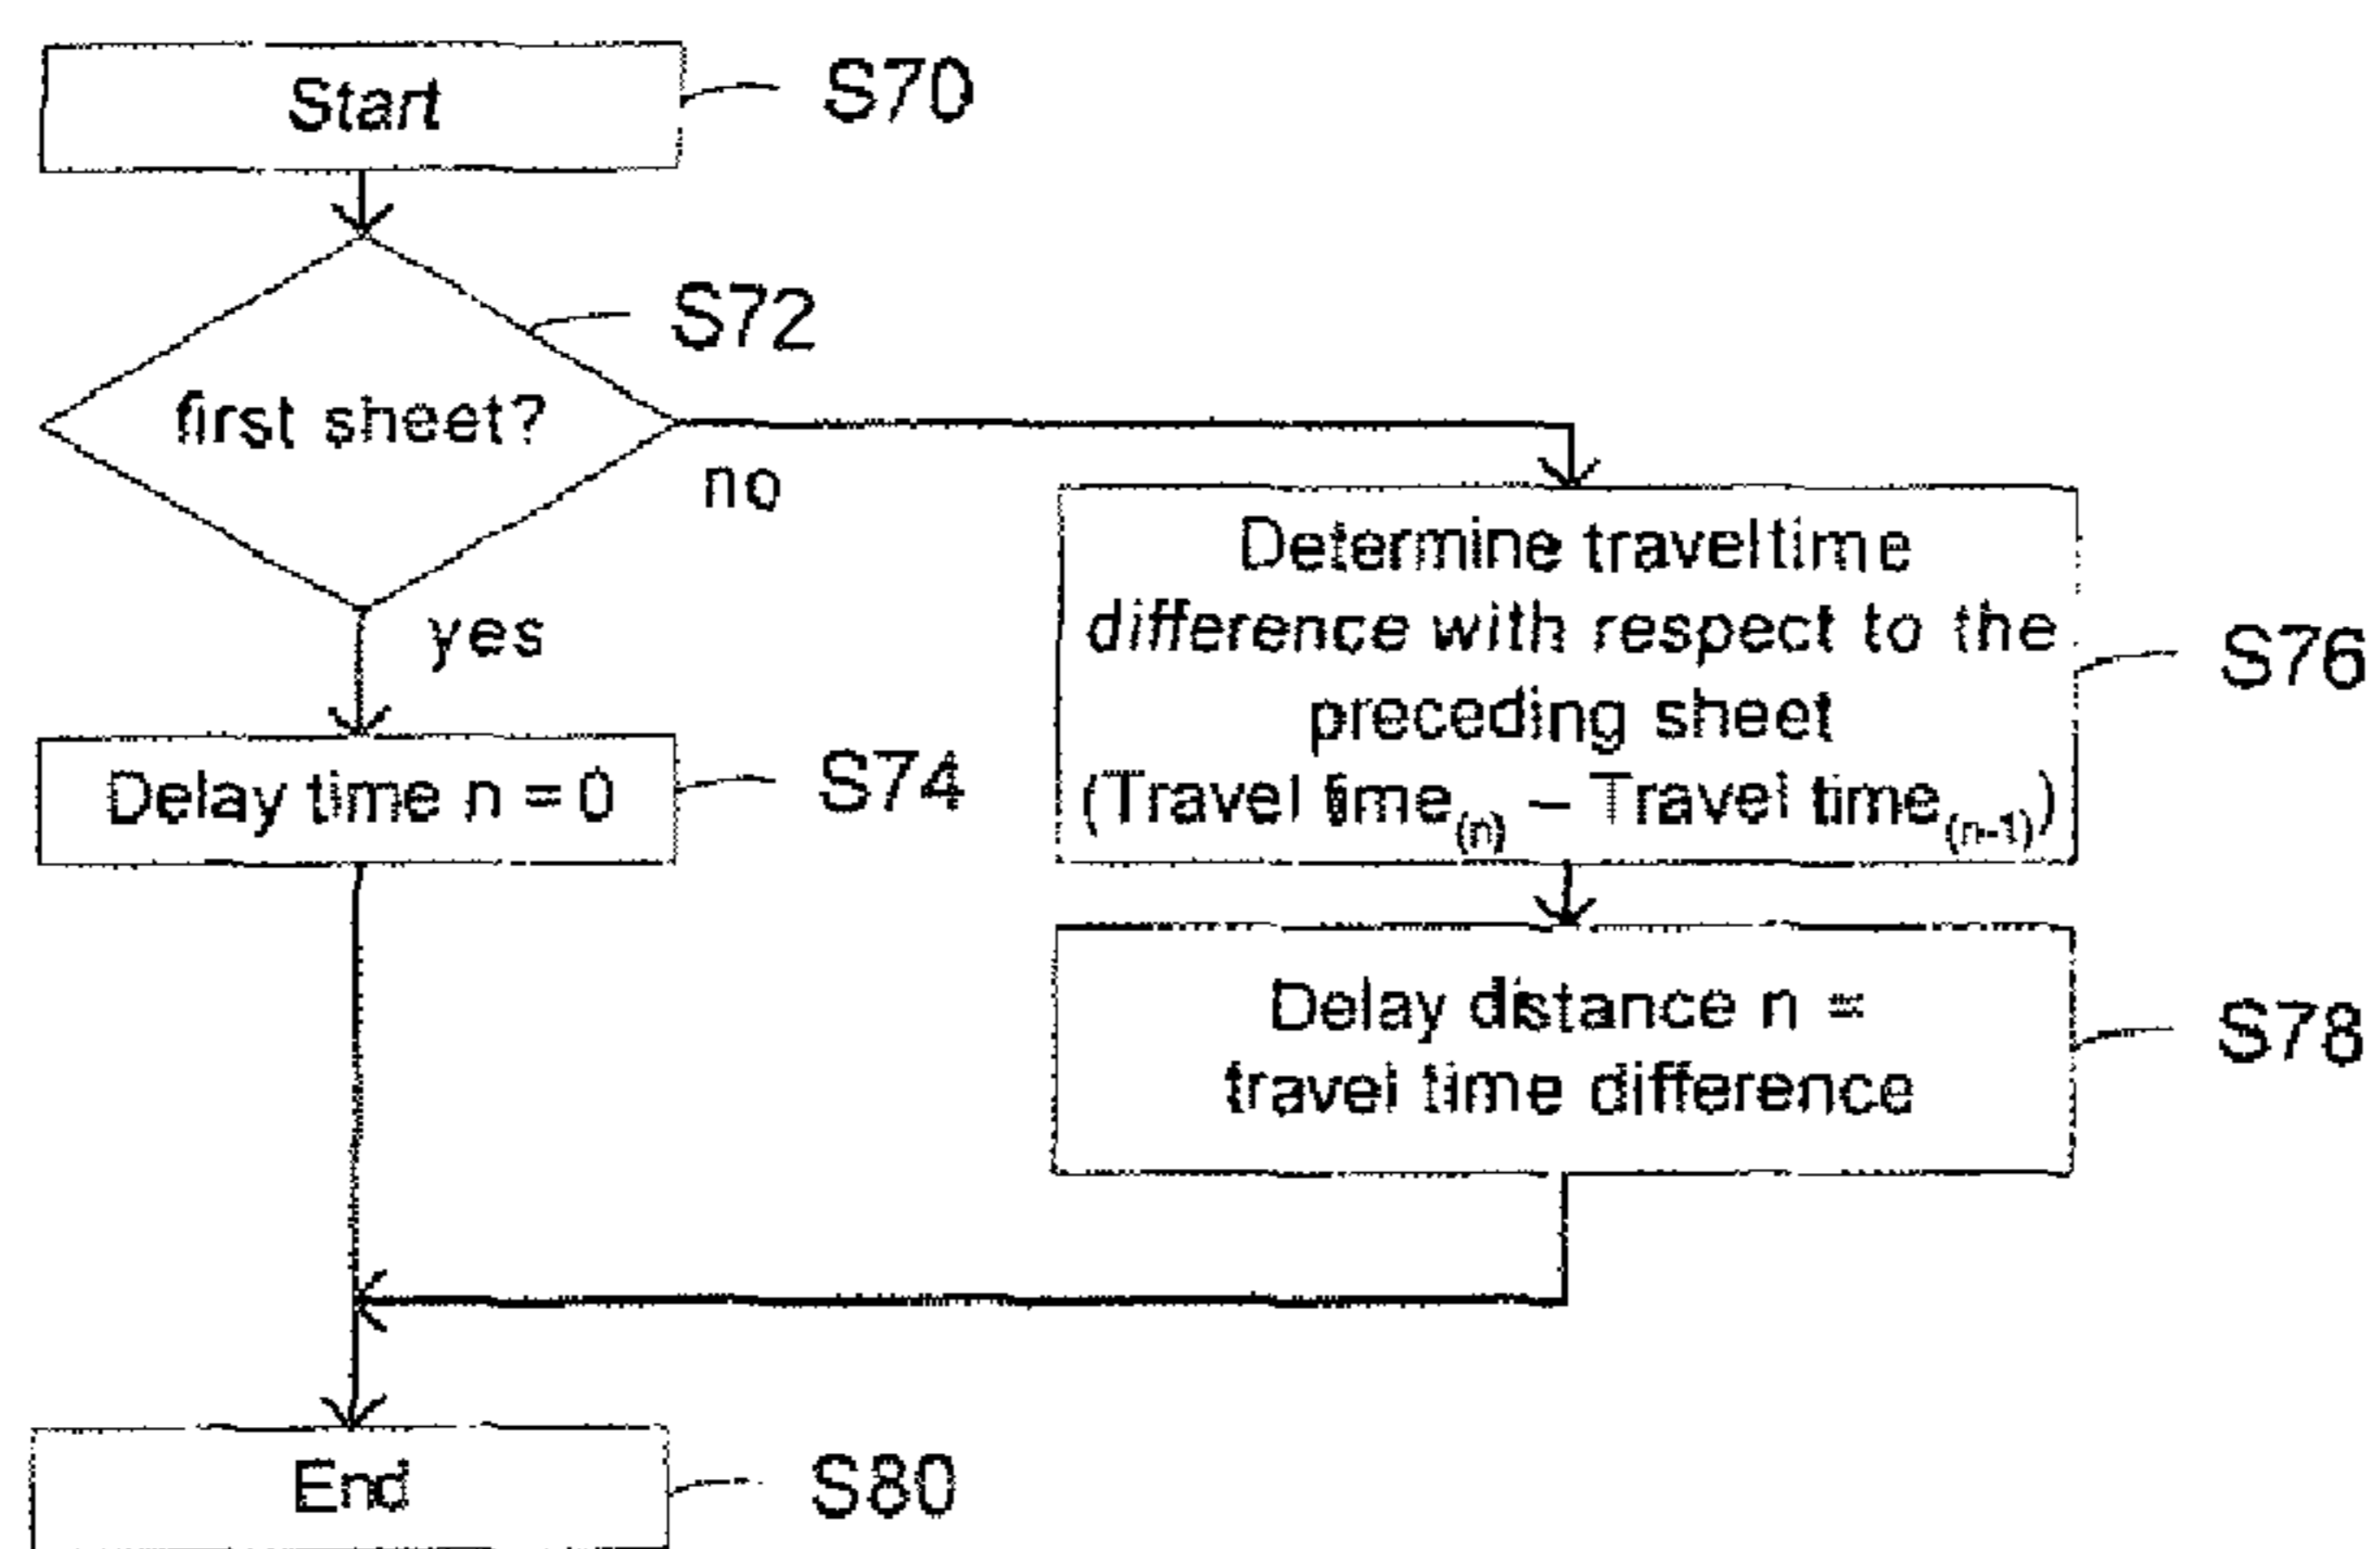 Start
S70
S72
first sheet?
no
yes
Determine traveltime
difference with respect to the
preceding sheet
(Travel time(n) – Travel time(n-1))
S76
Delay time n = 0
S74
Delay distance n =
travel time difference
S78
End
S80